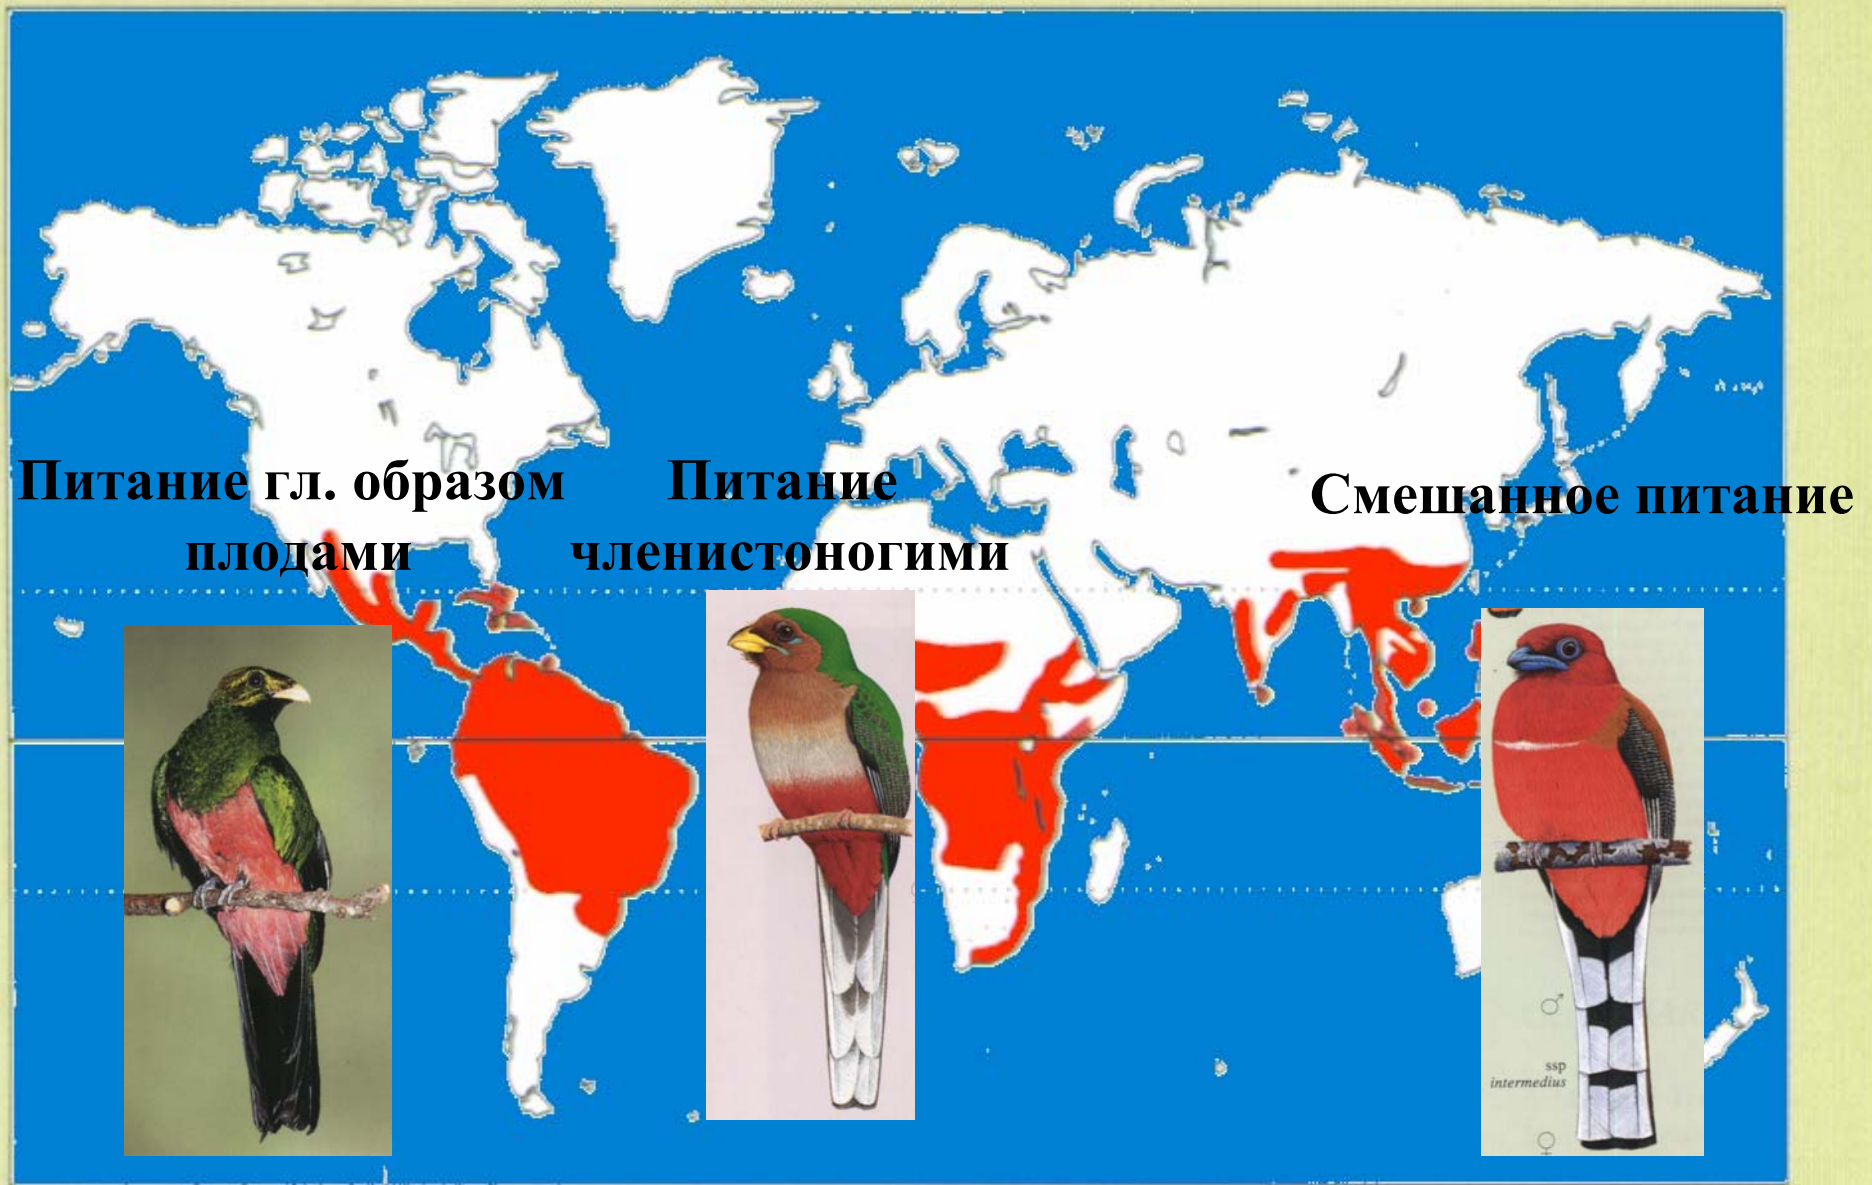 Питание гл. образом
плодами
Питание
членистоногими
Смешанное питание
♂
ssp
intermedius
♀